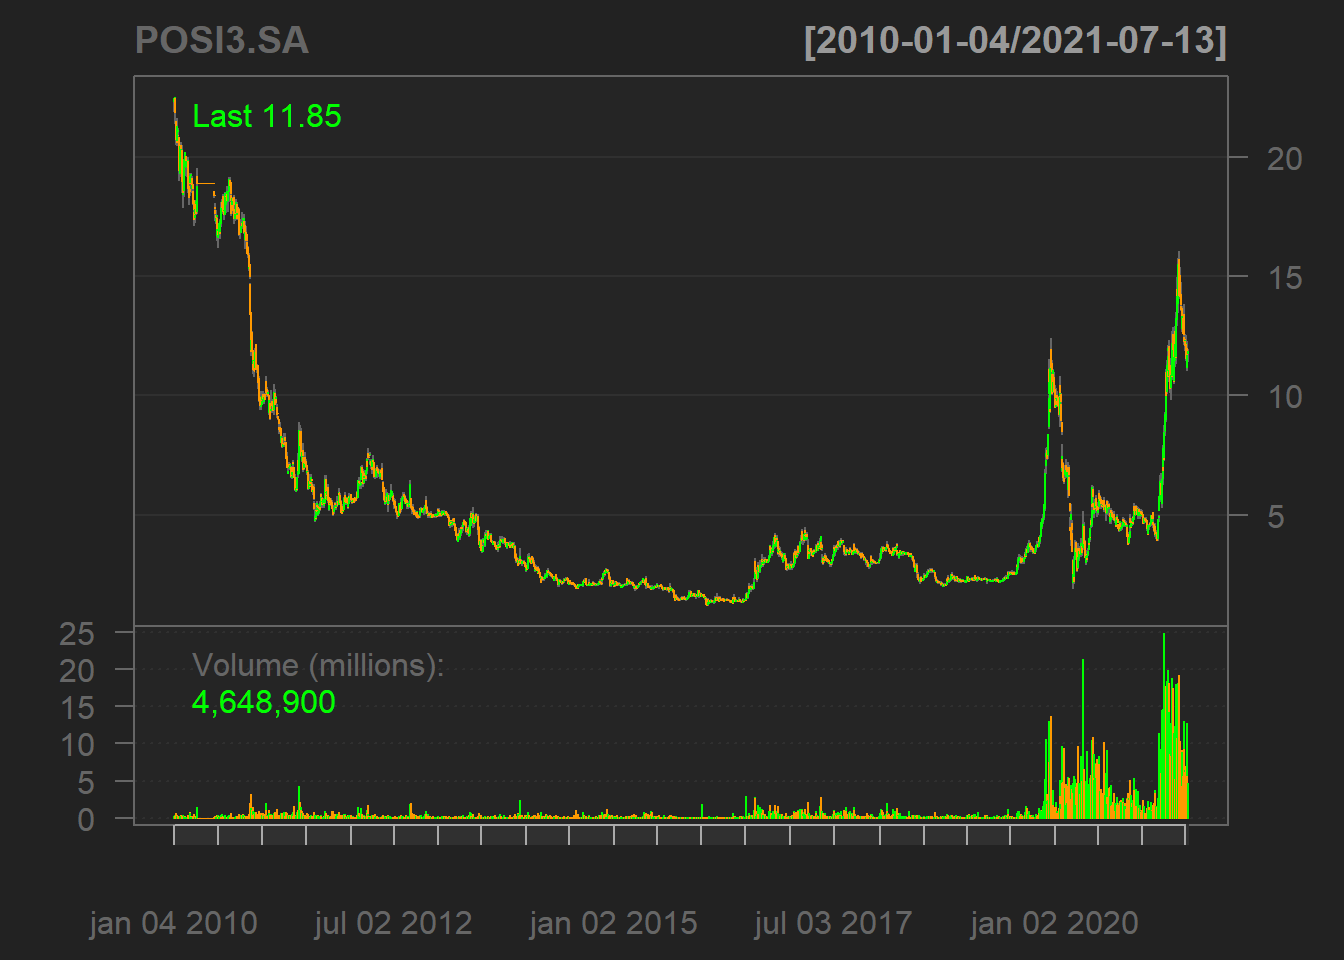 POSI3.SA
[2010-01-04/2021-07-13]
Last 11.85
20
15
10
5
Volume (millions):
4,648,900
25
20
15
10
5
0
jan 04 2010
jul 02 2012
jan 02 2015
jul 03 2017
jan 02 2020